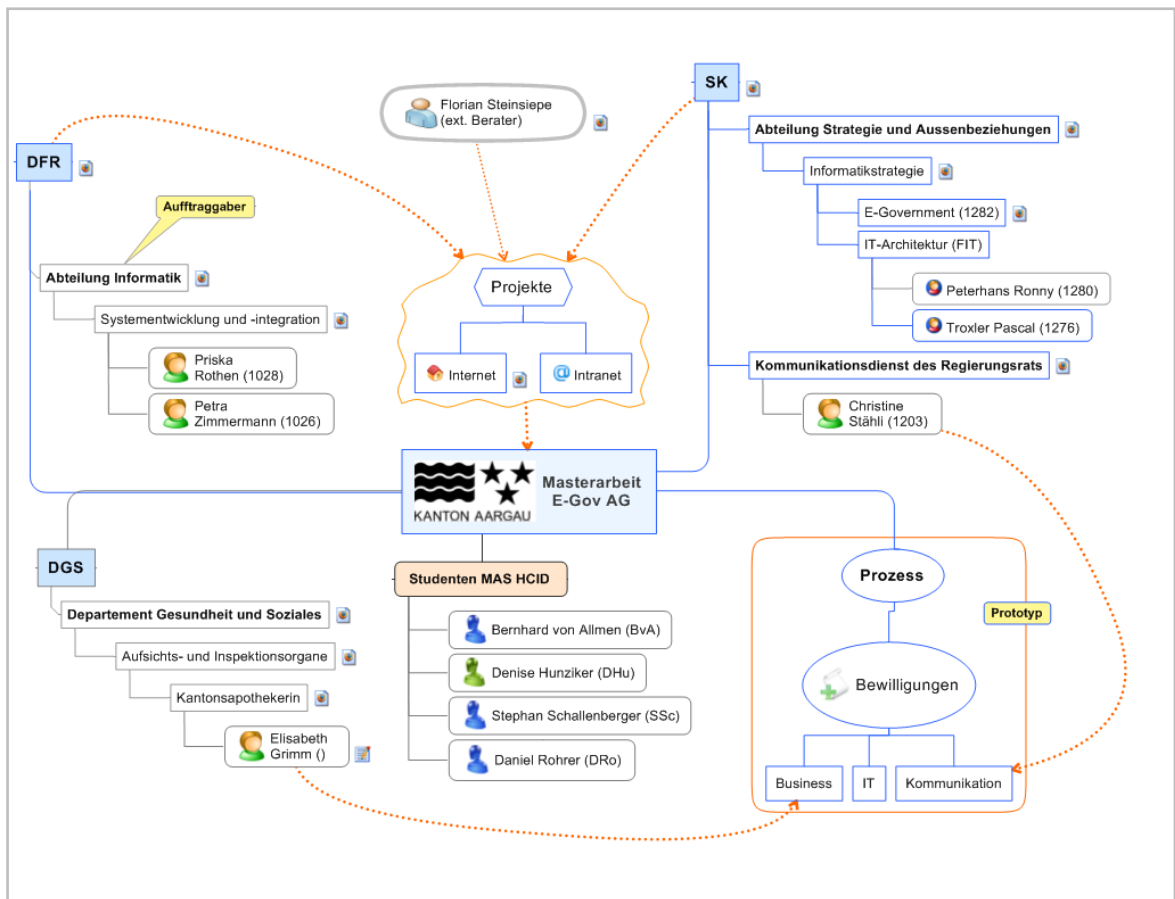 SK
Florian Steinsiepe
(ext. Berater)
Abteilung Strategie und Aussenbeziehungen
DFR
Informatikstrategie
Aufftraggaber
E-Government (1282)
IT-Architektur (FIT)
Abteilung Informatik
Projekte
Peterhans Ronny (1280)
Systementwicklung und -integration
Troxler Pascal (1276)
Priska
Rothen (1028)
Internet
Intranet
Kommunikationsdienst des Regierungsrats
Petra
Zimmermann (1026)
Christine
Stähli (1203)
Masterarbeit
E-Gov AG
KANTON AARGAU
DGS
Studenten MAS HCID
Prozess
Departement Gesundheit und Soziales
Prototyp
Bernhard von Allmen (BvA)
Aufsichts- und Inspektionsorgane
Denise Hunziker (DHu)
Bewilligungen
Kantonsapothekerin
Stephan Schallenberger (SSc)
Elisabeth
Grimm ()
Daniel Rohrer (DRo)
Business
IT
Kommunikation